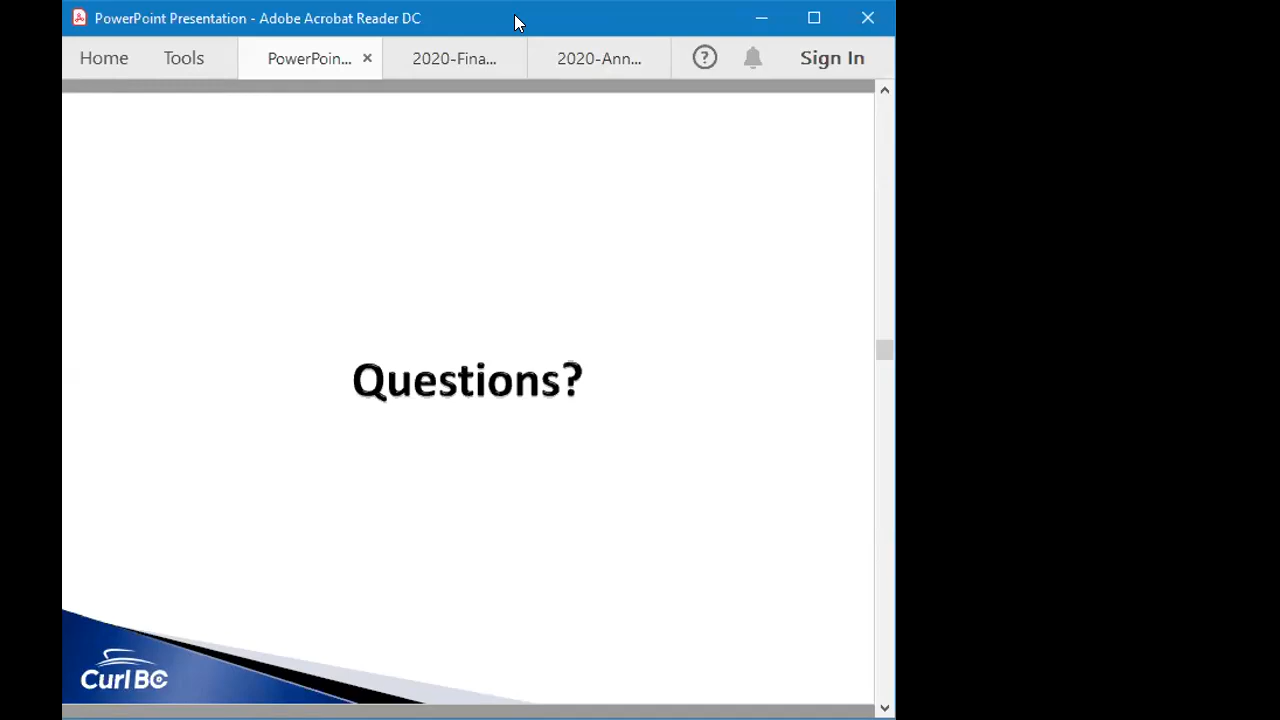 PowerPoint Presentation - Adobe Acrobat Reader DC
Home
Tools
PowerPoin...
2020-Fina...
2020-Ann...
Sign In
Questions?
Curl BC